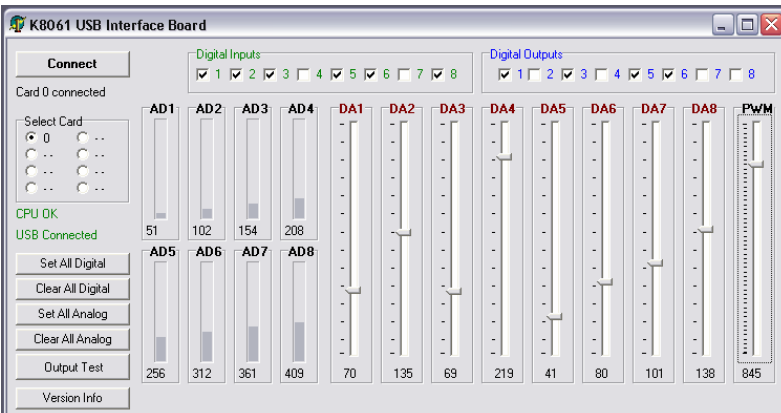 K8061 USB Interface Board
Connect
Card 0 connected
Select Card
0 --
-- --
-- --
-- --
CPU OK
USB Connected
Set All Digital
Clear All Digital
Set All Analog
Clear All Analog
Output Test
Version Info
Digital Inputs
1 2 3 4 5 6 7 8
Digital Outputs
1 2 3 4 5 6 7 8
AD1 AD2 AD3 AD4
51 102 154 208
AD5 AD6 AD7 AD8
256 312 361 409
DA1 DA2 DA3 DA4 DA5 DA6 DA7 DA8 PWM
70 135 69 219 41 80 101 138 845